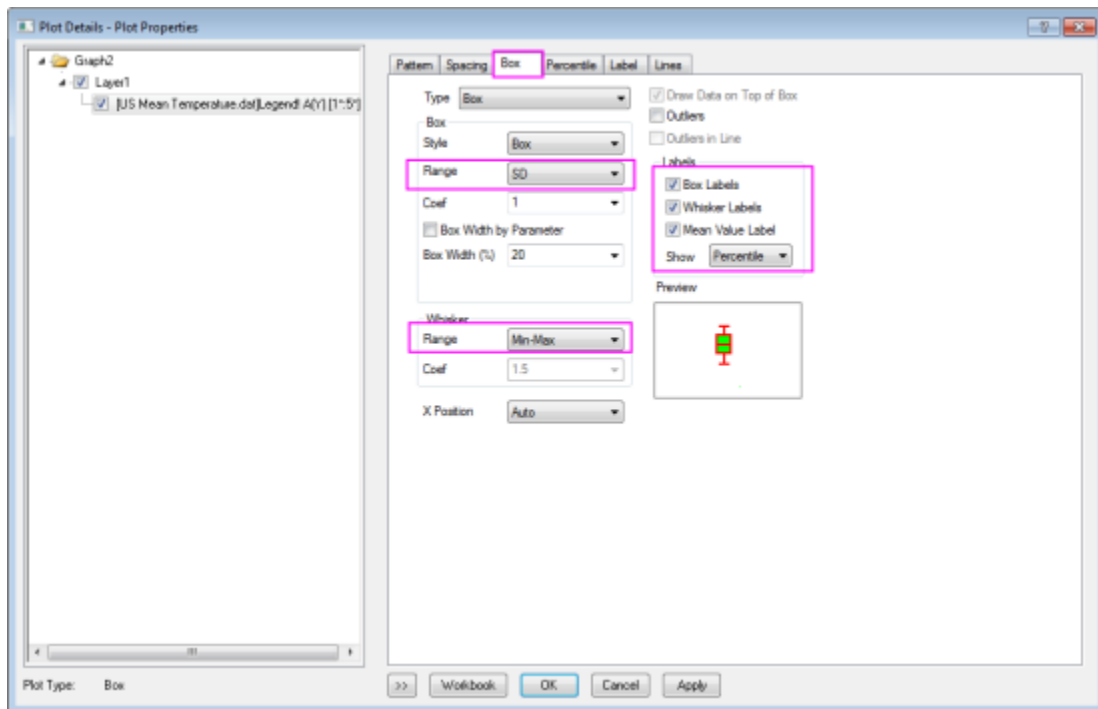 Plot Details - Plot Properties
Graph2
Layer1
[US Mean Temperature.dat]Legend! A(Y) [1*:5*]
Pattern Spacing Box Percentile Label Lines
Type Box
Draw Data on Top of Box
Outliers
Outliers in Line
Box
Style Box
Range SD
Coef 1
Box Width by Parameter
Box Width (%) 20
Labels
Box Labels
Whisker Labels
Mean Value Label
Show Percentile
Preview
Whisker
Range Min-Max
Coef 1.5
X Position Auto
Plot Type: Box
>> Workbook OK Cancel Apply